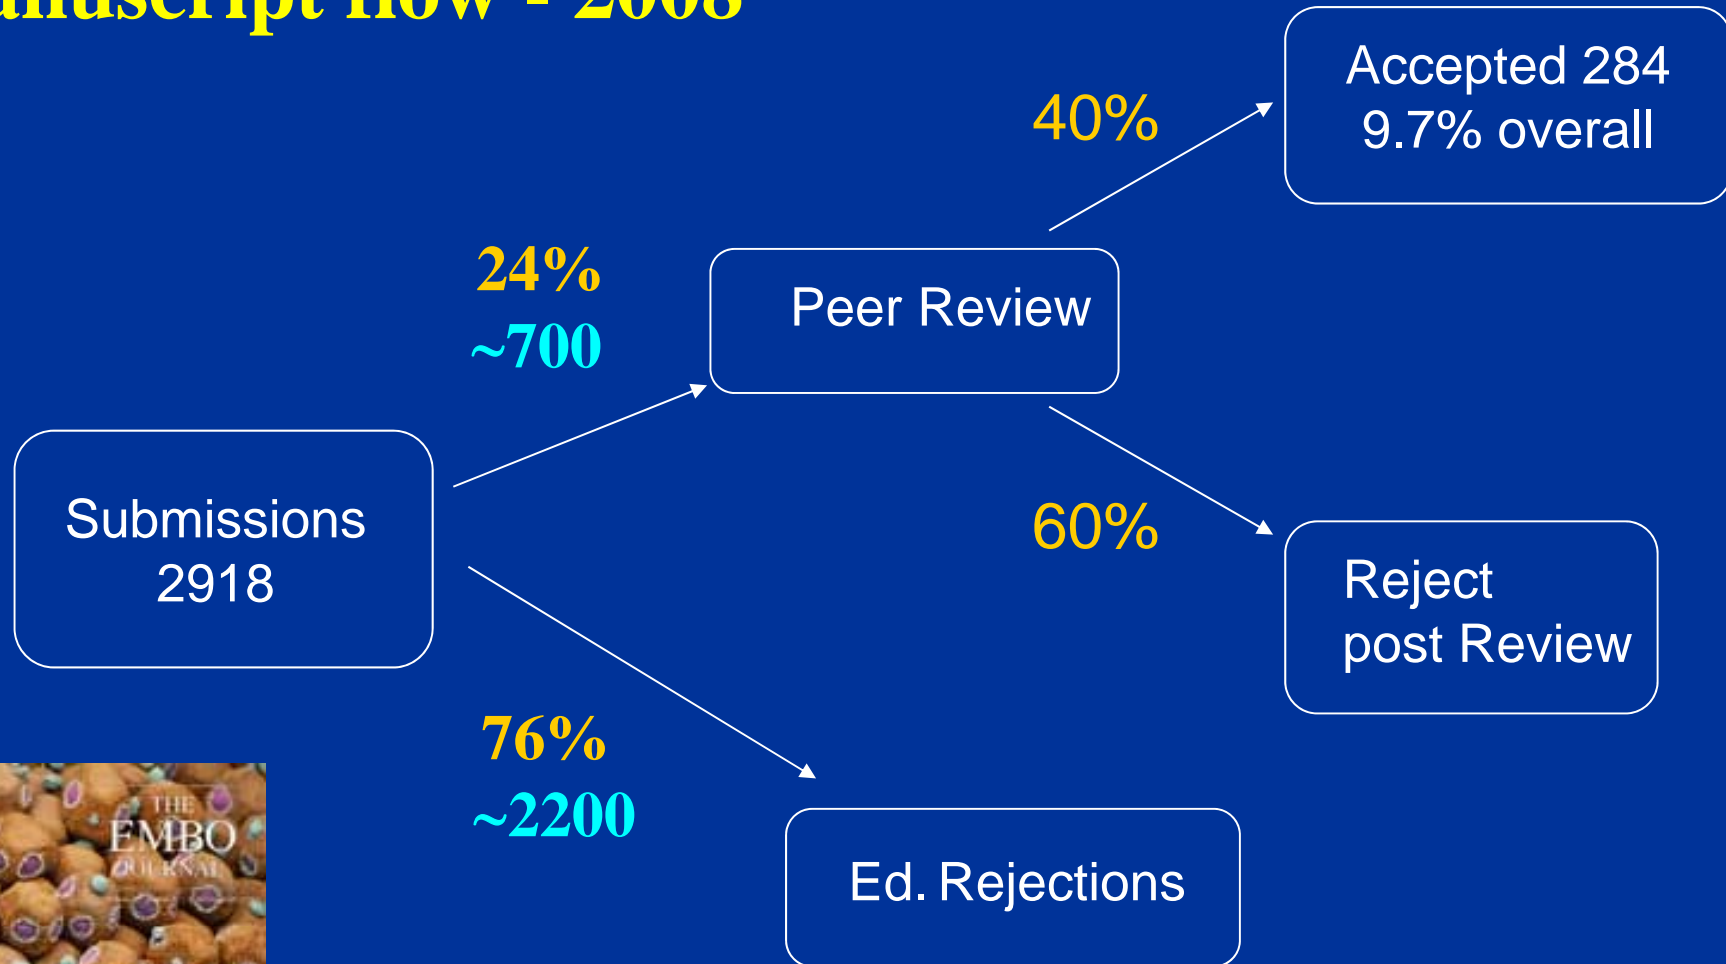 anuscript flow - 2008
Accepted 284
9.7% overall
40%
24%
~700
Peer Review
Submissions
2918
60%
Reject
post Review
76%
~2200
Ed. Rejections
THE
EMBO
JOURNAL